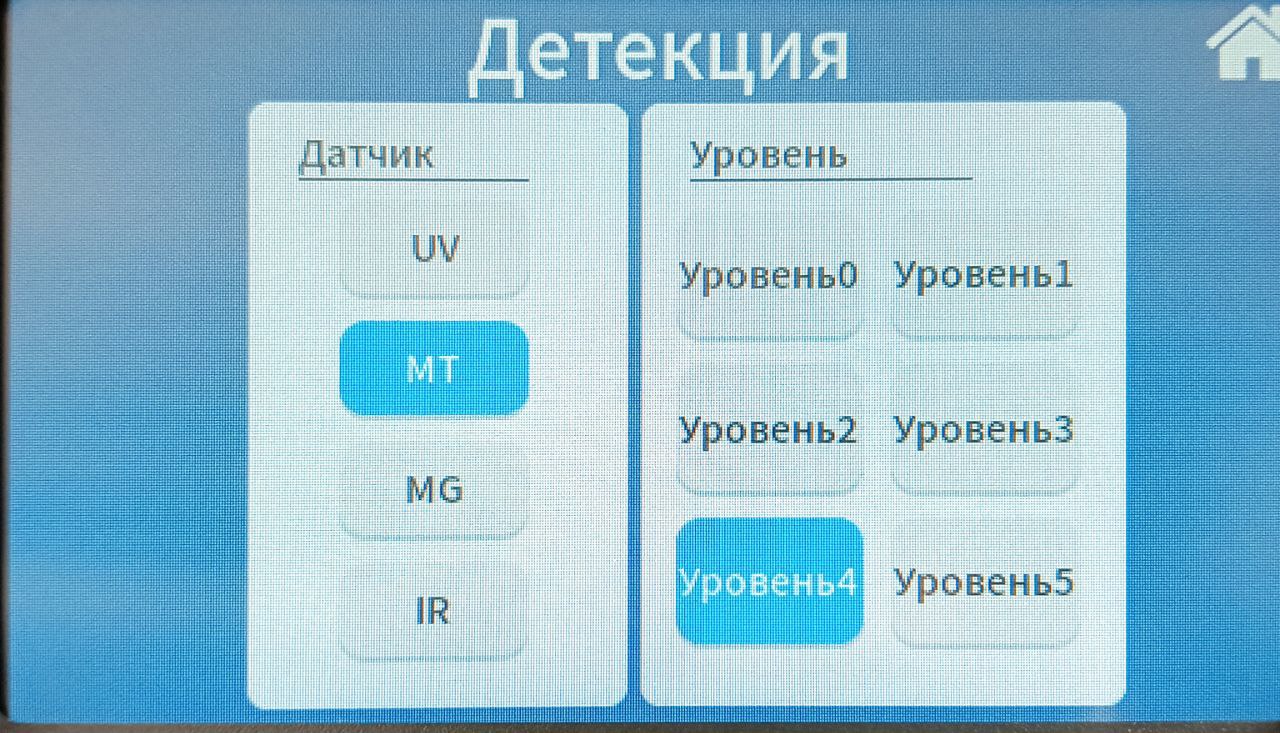 Детекция
Датчик
UV
MT
MG
IR
Уровень
Уровень0 Уровень1
Уровень2 Уровень3
Уровень4 Уровень5